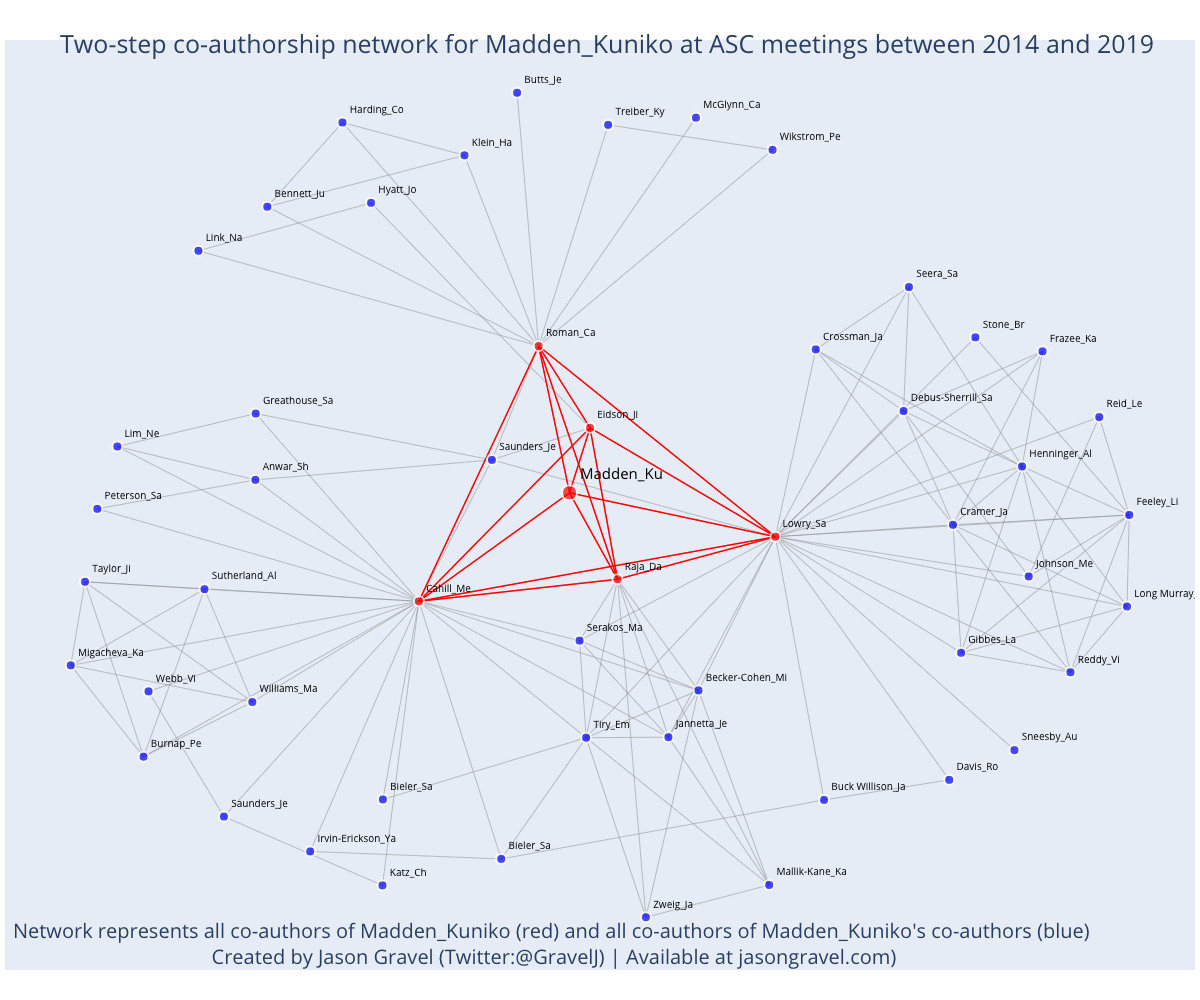 Two-step co-authorship network for Madden_Kuniko at ASC meetings between 2014 and 2019
Butts_Je
McGlynn_Ca
Harding_Co
Treiber_Ky
Wikstrom_Pe
Klein_Ha
Bennett_Ju
Hyatt_Jo
Link_Na
Seera_Sa
Roman_Ca
Stone_Br
Crossman_Ja
Frazee_Ka
Greathouse_Sa
Debus-Sherrill_Sa
Reid_Le
Eidson_Ji
Lim_Ne
Saunders_Je
Henninger_Al
Anwar_Sh
Madden_Ku
Peterson_Sa
Feeley_Li
Cramer_Ja
Lowry_Sa
Taylor_Ji
Raja_Da
Johnson_Me
Sutherland_Al
Cahill_Me
Long Murray_
Serakos_Ma
Gibbes_La
Migacheva_Ka
Reddy_Vi
Webb_Vi
Becker-Cohen_Mi
Williams_Ma
Tiry_Em
Jannetta_Je
Sneesby_Au
Burnap_Pe
Davis_Ro
Bieler_Sa
Buck Willison_Ja
Saunders_Je
Irvin-Erickson_Ya
Bieler_Sa
Katz_Ch
Mallik-Kane_Ka
Zweig_Ja
Network represents all co-authors of Madden_Kuniko (red) and all co-authors of Madden_Kuniko's co-authors (blue)
Created by Jason Gravel (Twitter:@GravelJ) | Available at jasongravel.com)